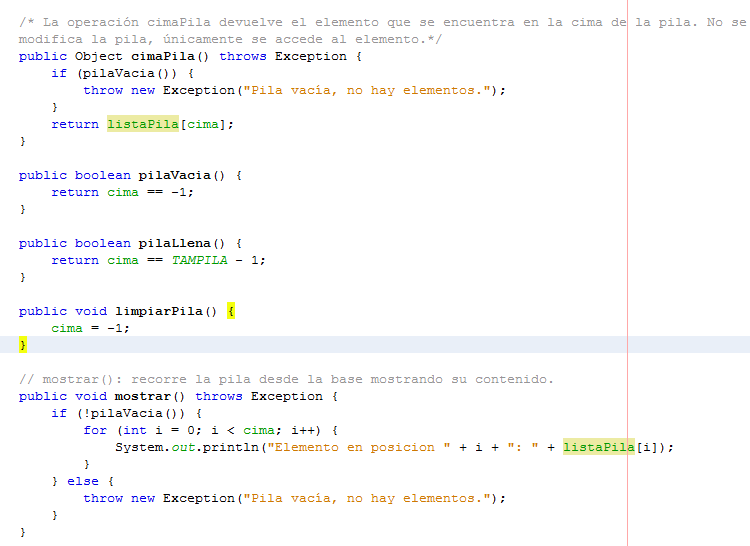 /* La operación cimaPila devuelve el elemento que se encuentra en la cima de la pila. No se
modifica la pila, únicamente se accede al elemento.*/
public Object cimaPila() throws Exception {
    if (pilaVacia()) {
        throw new Exception("Pila vacía, no hay elementos.");
    }
    return listaPila[cima];
}

public boolean pilaVacia() {
    return cima == -1;
}

public boolean pilaLlena() {
    return cima == TAMPILA - 1;
}

public void limpiarPila() {
    cima = -1;
}

// mostrar(): recorre la pila desde la base mostrando su contenido.
public void mostrar() throws Exception {
    if (!pilaVacia()) {
        for (int i = 0; i < cima; i++) {
            System.out.println("Elemento en posicion " + i + ": " + listaPila[i]);
        }
    } else {
        throw new Exception("Pila vacía, no hay elementos.");
    }
}